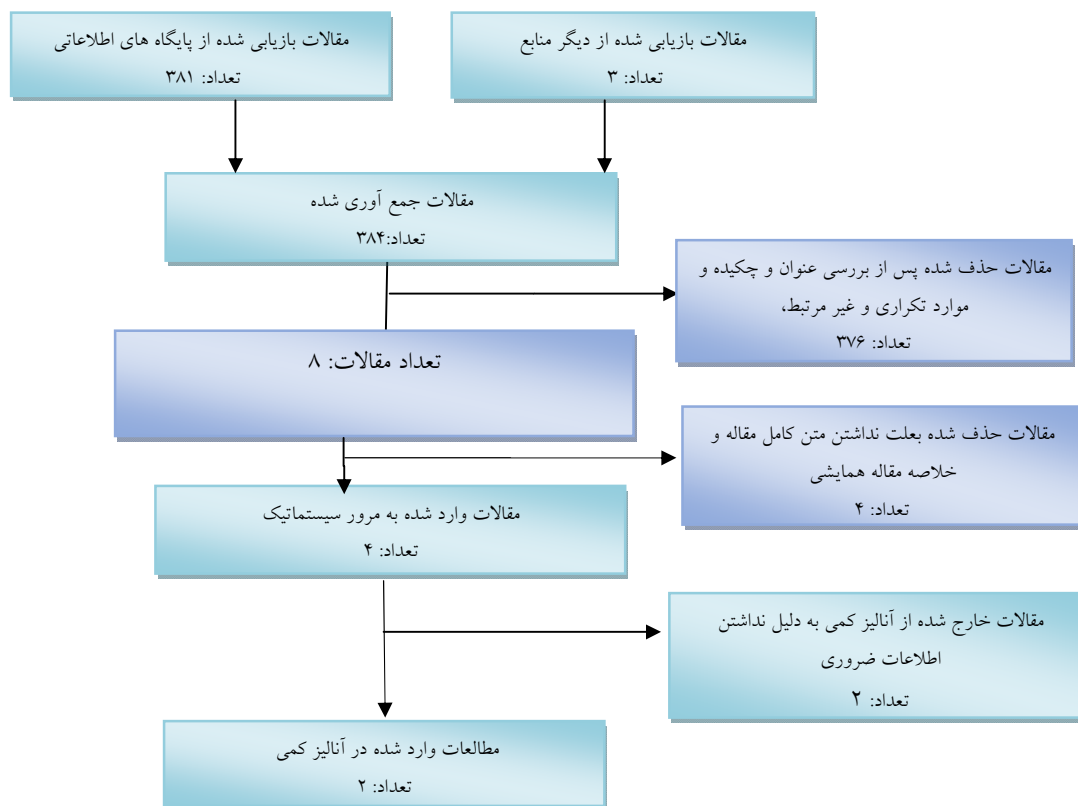 مقالات بازیابی شده از پایگاه های اطلاعاتی
تعداد: ۳۸۱
مقالات بازیابی شده از دیگر منابع
تعداد: ۳
مقالات جمع آوری شده
تعداد:۳۸۴
مقالات حذف شده پس از بررسی عنوان و چکیده و
موارد تکراری و غیر مرتبط،
تعداد: ۳۷۶
تعداد مقالات: ۸
مقالات حذف شده بعلت نداشتن متن کامل مقاله و
خلاصه مقاله همایشی
تعداد: ۴
مقالات وارد شده به مرور سیستماتیک
تعداد: ۴
مقالات خارج شده از آنالیز کمی به دلیل نداشتن
اطلاعات ضروری
تعداد: ۲
مطالعات وارد شده در آنالیز کمی
تعداد: ۲